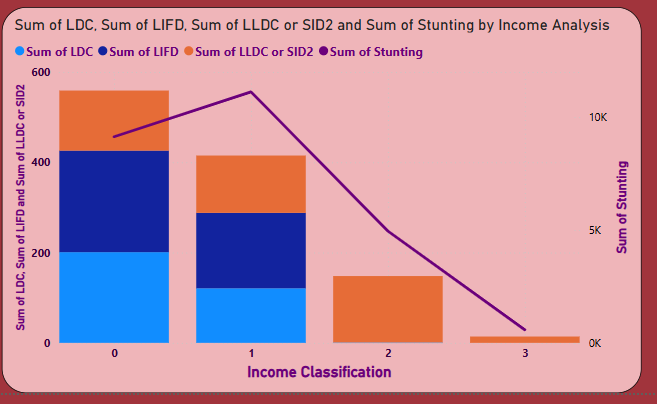 Sum of LDC, Sum of LIFD, Sum of LLDC or SID2 and Sum of Stunting by Income Analysis
Sum of LDC Sum of LIFD Sum of LLDC or SID2 Sum of Stunting
Sum of LDC, Sum of LIFD and Sum of LLDC or SID2
600
400
200
0
10K
5K
0K
Sum of Stunting
0 1 2 3
Income Classification